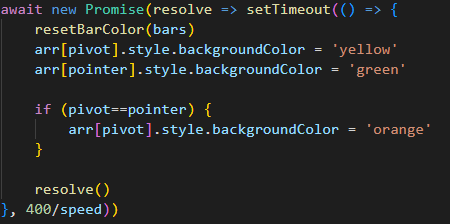 await new Promise(resolve => setTimeout(() => {
    resetBarColor(bars)
    arr[pivot].style.backgroundColor = 'yellow'
    arr[pointer].style.backgroundColor = 'green'

    if (pivot==pointer) {
        arr[pivot].style.backgroundColor = 'orange'
    }

    resolve()
}, 400/speed))